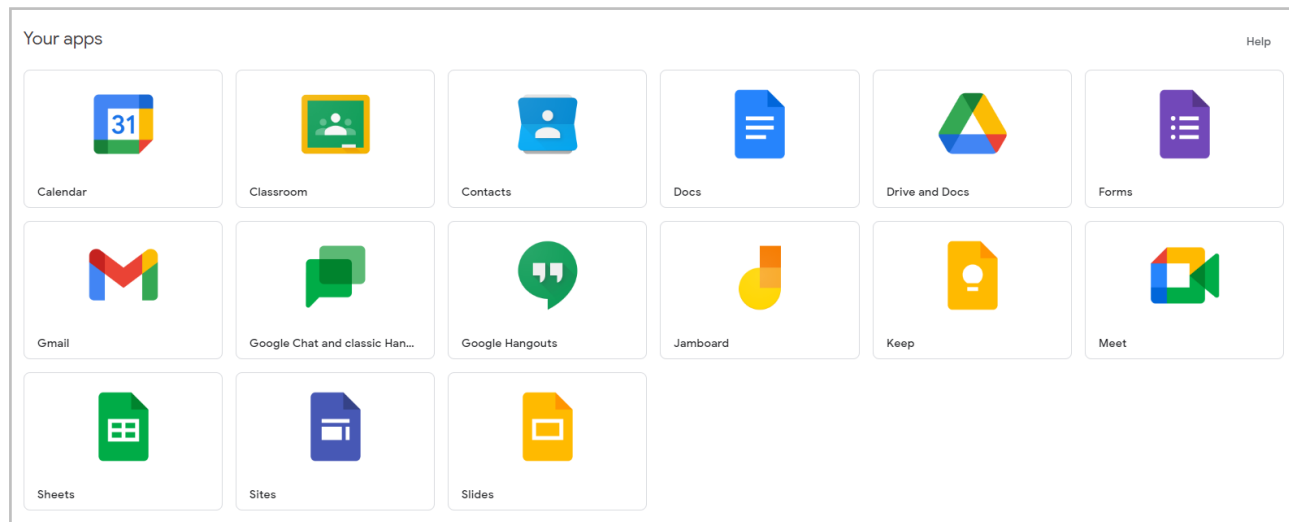 Your apps
Help
31
Calendar
Classroom
Contacts
Docs
Drive and Docs
Forms
Gmail
Google Chat and classic Han...
Google Hangouts
Jamboard
Keep
Meet
Sheets
Sites
Slides